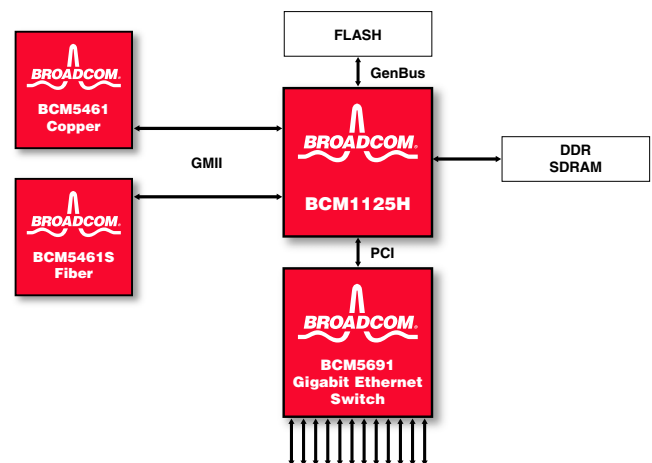 FLASH
GenBus
BROADCOM®
BCM5461
Copper
BROADCOM®
BCM1125H
DDR
SDRAM
GMII
BROADCOM®
BCM5461S
Fiber
PCI
BROADCOM®
BCM5691
Gigabit Ethernet
Switch